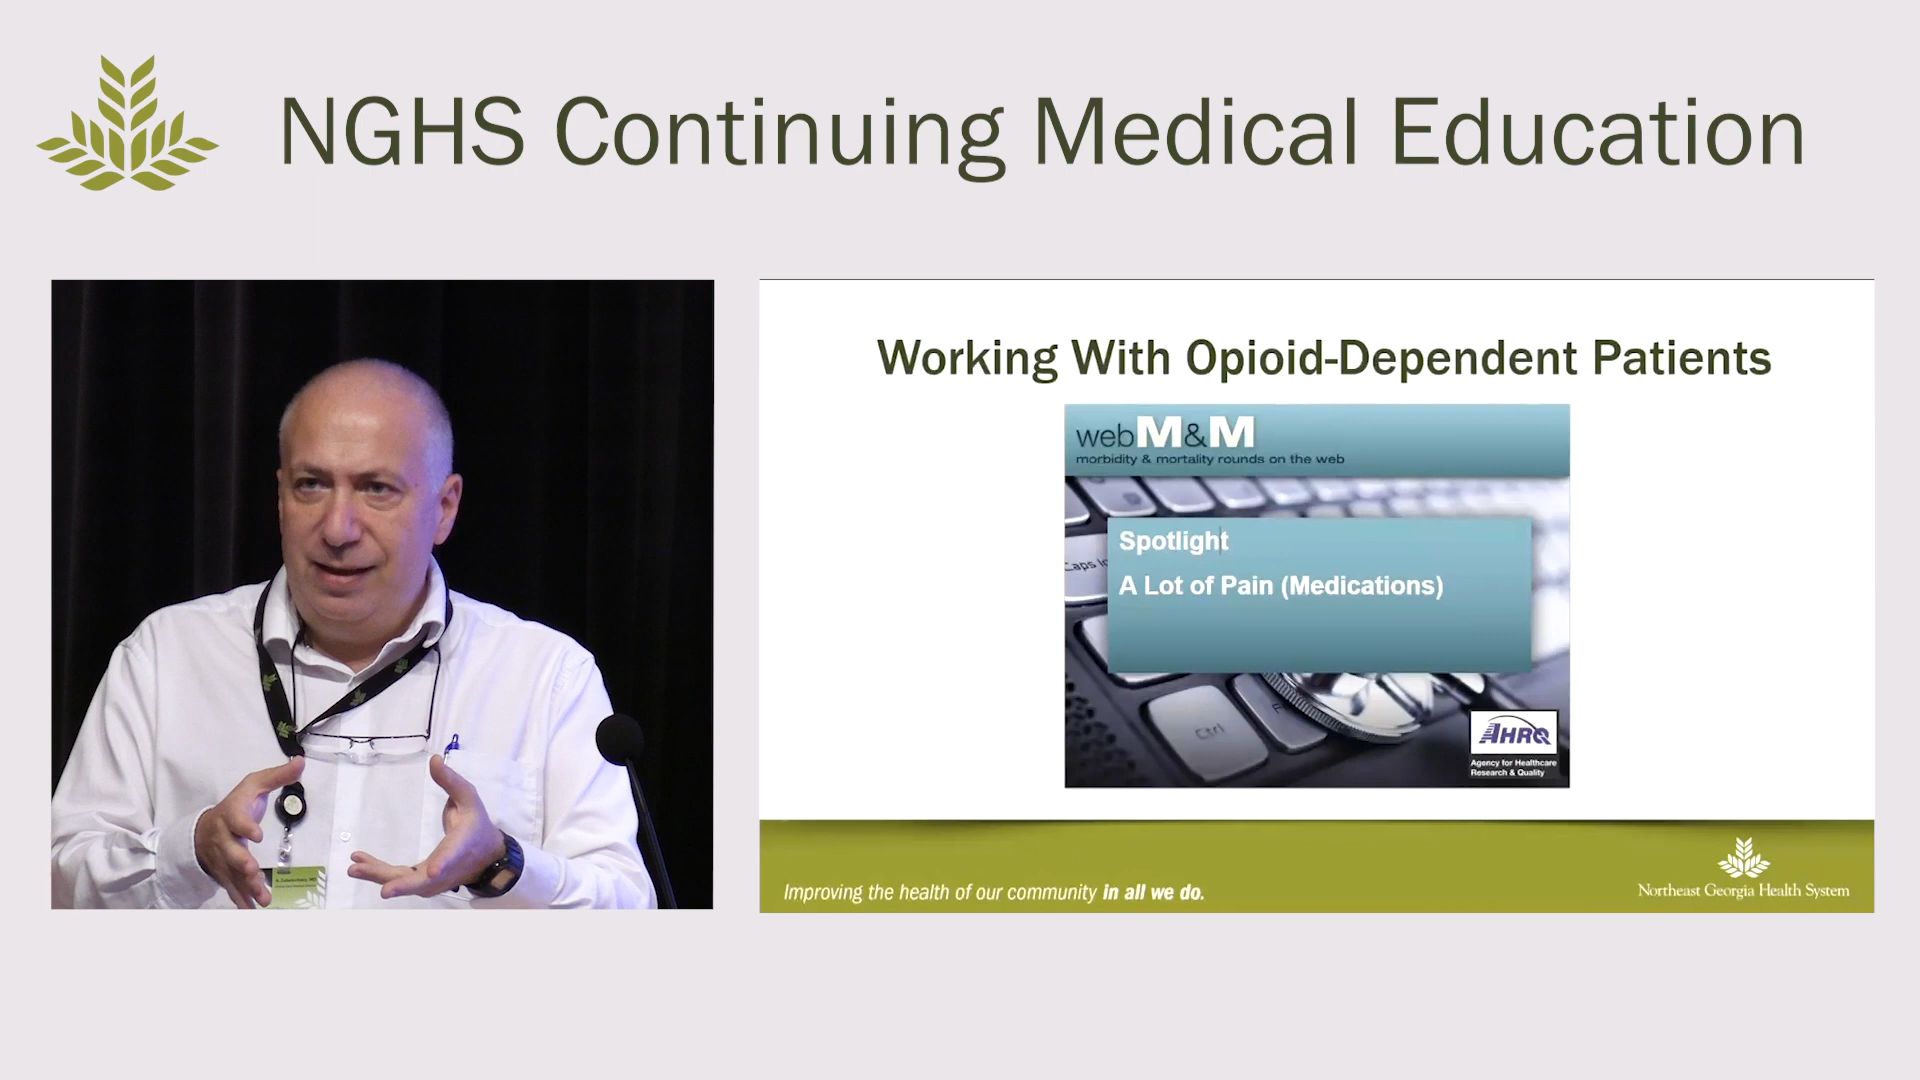 NGHS Continuing Medical Education
Working With Opioid-Dependent Patients
webM&M
morbidity & mortality rounds on the web
Spotlight
A Lot of Pain (Medications)
Caps
Ctrl
F
AHRQ
Agency for Healthcare
Research & Quality
Improving the health of our community in all we do.
Northeast Georgia Health System